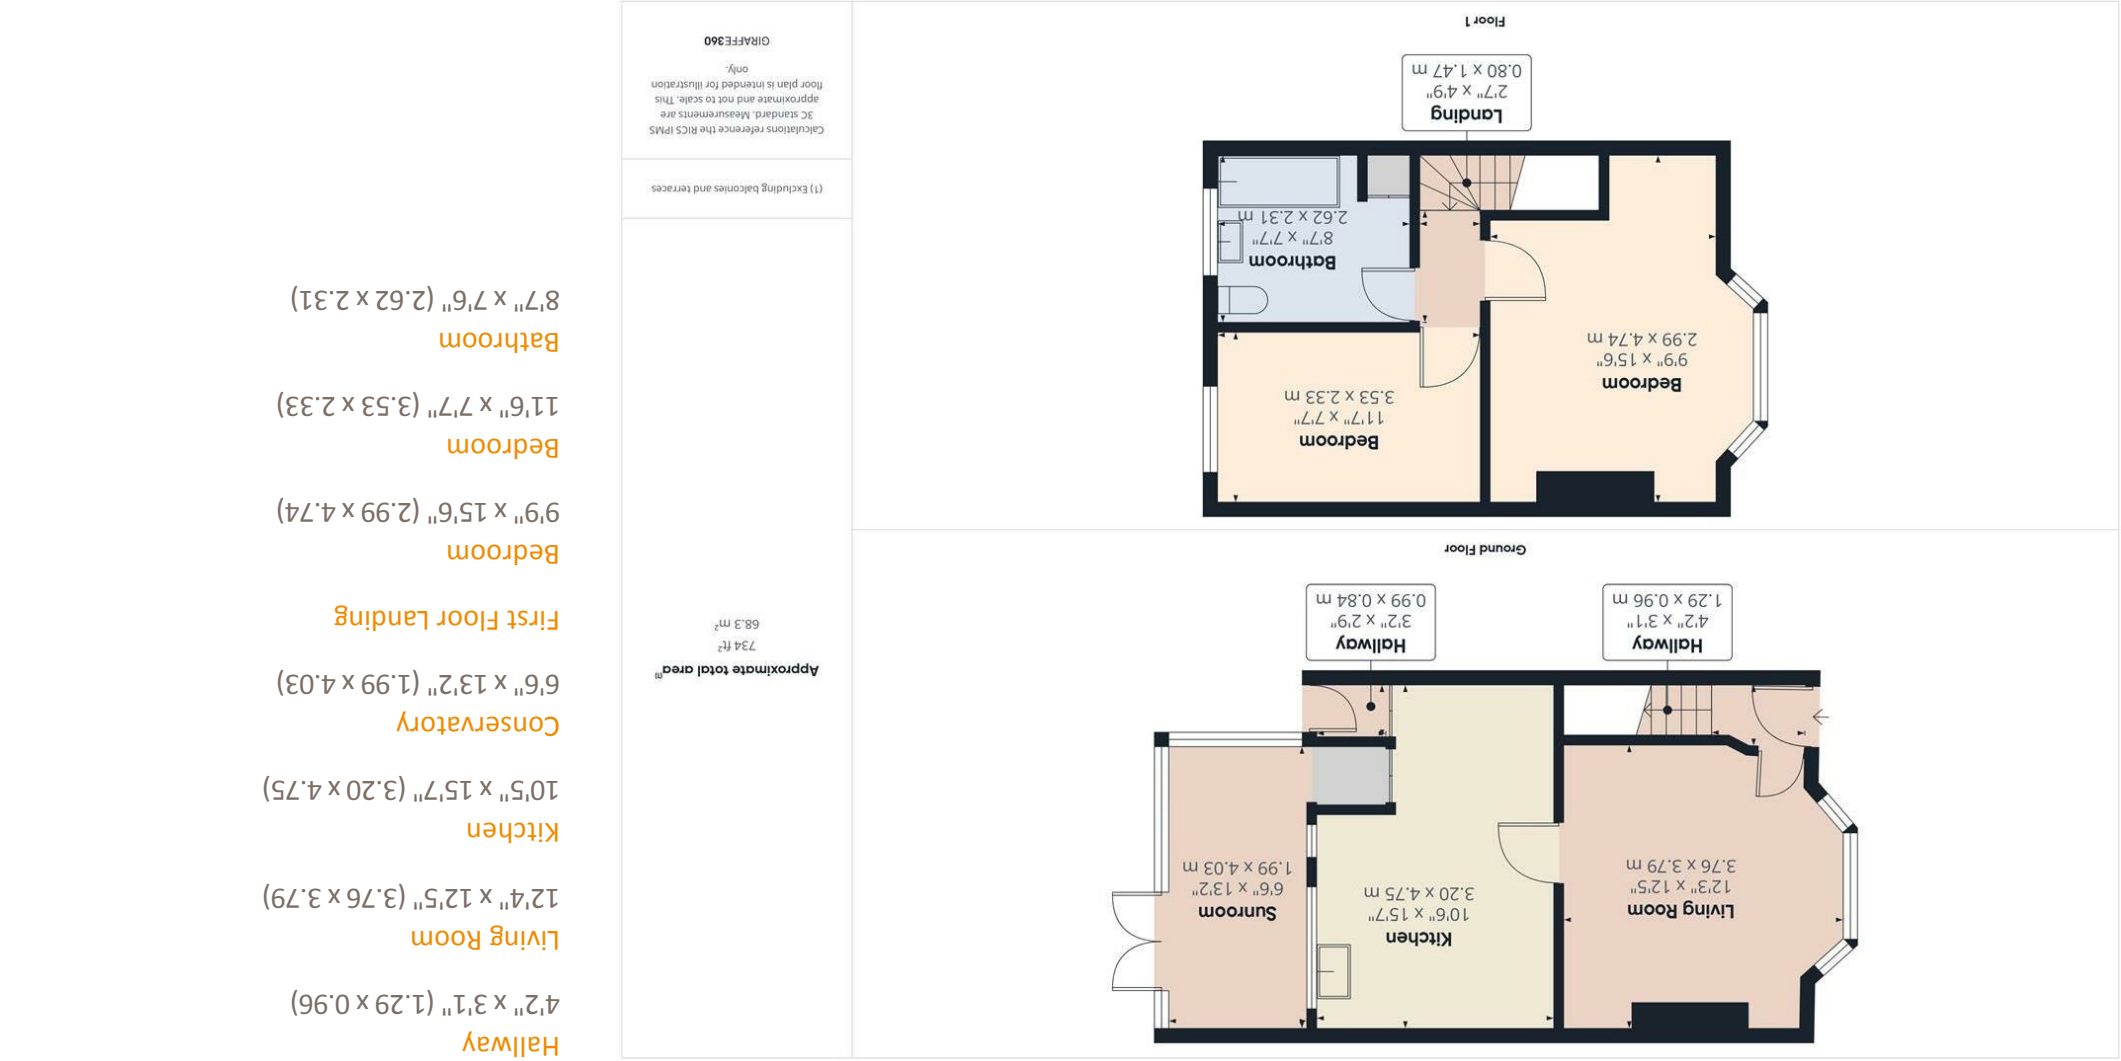 Living Room
12'3" x 12'5"
3.76 x 3.79 m
Kitchen
10'6" x 15'7"
3.20 x 4.75 m
Sunroom
6'6" x 13'2"
1.99 x 4.03 m
Hallway
4'2" x 3'1"
1.29 x 0.96 m
Hallway
3'2" x 2'9"
0.99 x 0.84 m
Ground Floor
Bedroom
9'9" x 15'6"
2.99 x 4.74 m
Bedroom
11'7" x 7'7"
3.53 x 2.33 m
Bathroom
8'7" x 7'7"
2.62 x 2.31 m
Landing
2'7" x 4'9"
0.80 x 1.47 m
Floor 1
Approximate total area(1)
734 ft²
68.3 m²
(1) Excluding balconies and terraces
Calculations reference the RICS IPMS
3C standard. Measurements are
approximate and not to scale. This
floor plan is intended for illustration
only.
GIRAFFE360
Hallway
4'2" x 3'1" (1.29 x 0.96)
Living Room
12'4" x 12'5" (3.76 x 3.79)
Kitchen
10'5" x 15'7" (3.20 x 4.75)
Conservatory
6'6" x 13'2" (1.99 x 4.03)
First Floor Landing
Bedroom
9'9" x 15'6" (2.99 x 4.74)
Bedroom
11'6" x 7'7" (3.53 x 2.33)
Bathroom
8'7" x 7'6" (2.62 x 2.31)